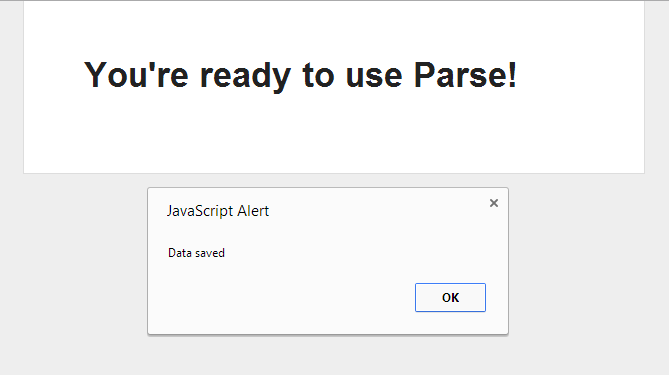 You're ready to use Parse!
JavaScript Alert
Data saved
OK